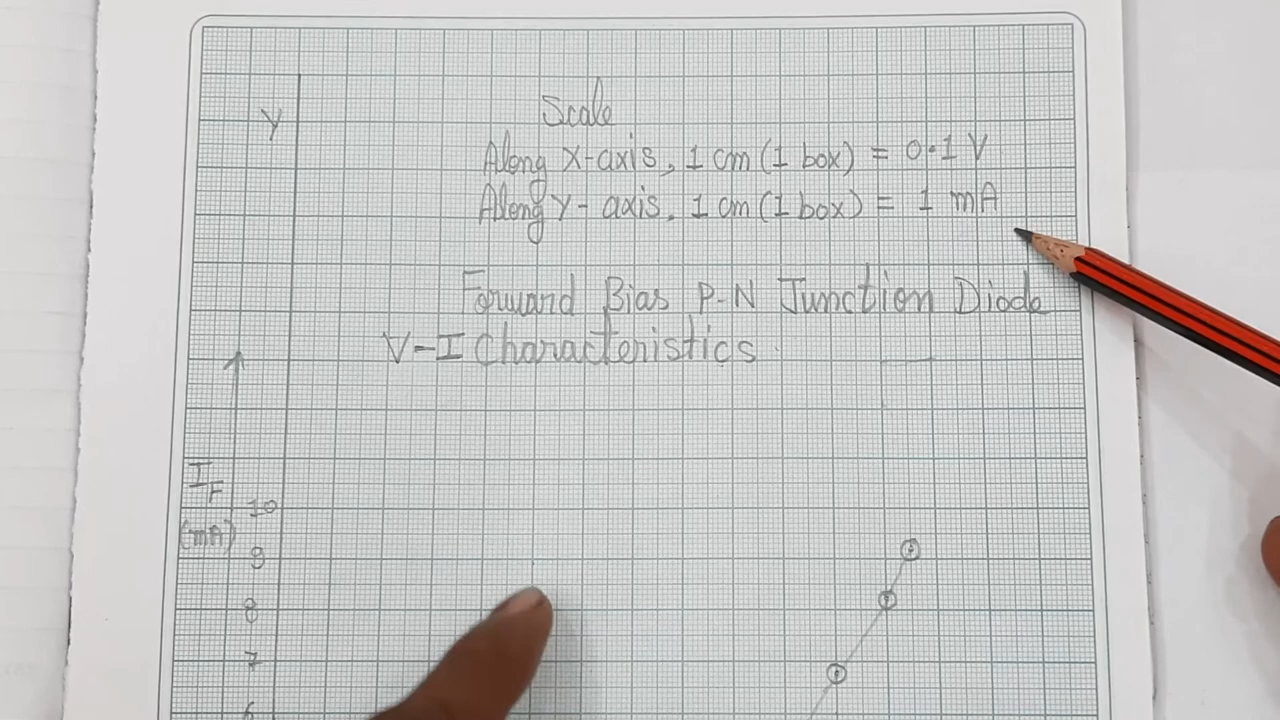 Y
Scale
Along X-axis, 1 cm (1 box) = 0.1 V
Along Y-axis, 1 cm (1 box) = 1 mA
Forward Bias P-N Junction Diode
V-I Characteristics
I_F
(mA)
10
9
8
7
6